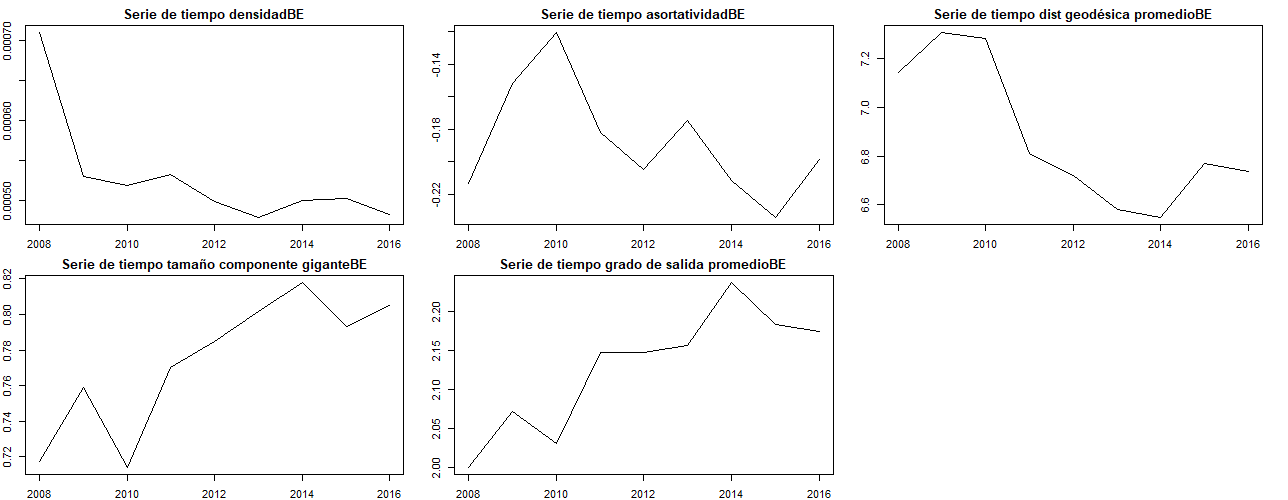 Serie de tiempo densidadBE
0.00050 0.00060 0.00070
2008 2010 2012 2014 2016
Serie de tiempo asortatividadBE
-0.22 -0.18 -0.14
2008 2010 2012 2014 2016
Serie de tiempo dist geodésica promedioBE
6.6 6.8 7.0 7.2
2008 2010 2012 2014 2016
Serie de tiempo tamaño componente giganteBE
0.72 0.74 0.76 0.78 0.80 0.82
2008 2010 2012 2014 2016
Serie de tiempo grado de salida promedioBE
2.00 2.05 2.10 2.15 2.20
2008 2010 2012 2014 2016